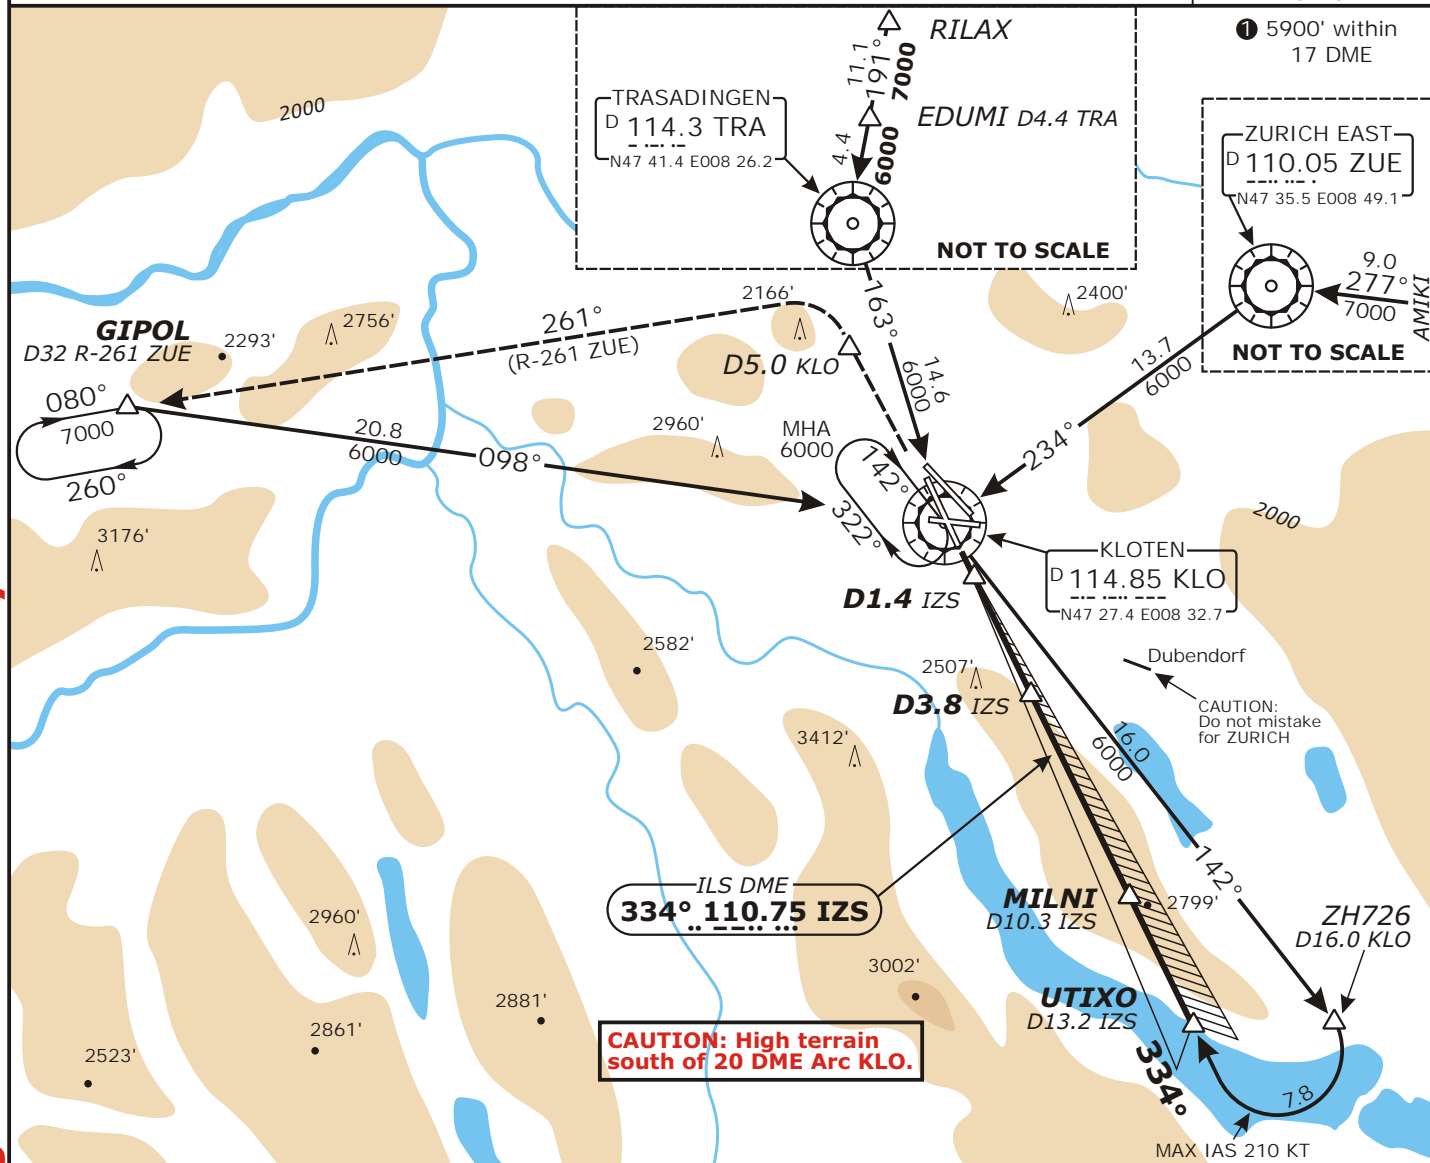 ❶ 5900' within
17 DME
RILAX
11.1
191°
7000
EDUMI D4.4 TRA
4.4
6000
TRASADINGEN
D 114.3 TRA
N47 41.4 E008 26.2
NOT TO SCALE
ZURICH EAST
D 110.05 ZUE
N47 35.5 E008 49.1
9.0
277°
7000
AMIKI
NOT TO SCALE
2000
GIPOL
D32 R-261 ZUE
2293'
2756'
261°
(R-261 ZUE)
2166'
D5.0 KLO
163°
14.6
6000
2400'
13.7
6000
234°
080°
7000
260°
20.8
6000
098°
2960'
MHA
6000
142°
322°
3176'
2000
KLOTEN
D 114.85 KLO
N47 27.4 E008 32.7
D1.4 IZS
2582'
2507'
D3.8 IZS
Dubendorf
CAUTION:
Do not mistake
for ZURICH
16.0
6000
3412'
ILS DME
334° 110.75 IZS
142°
MILNI
D10.3 IZS
2799'
ZH726
D16.0 KLO
2960'
3002'
2881'
2861'
2523'
UTIXO
D13.2 IZS
CAUTION: High terrain
south of 20 DME Arc KLO.
334°
7.8
MAX IAS 210 KT